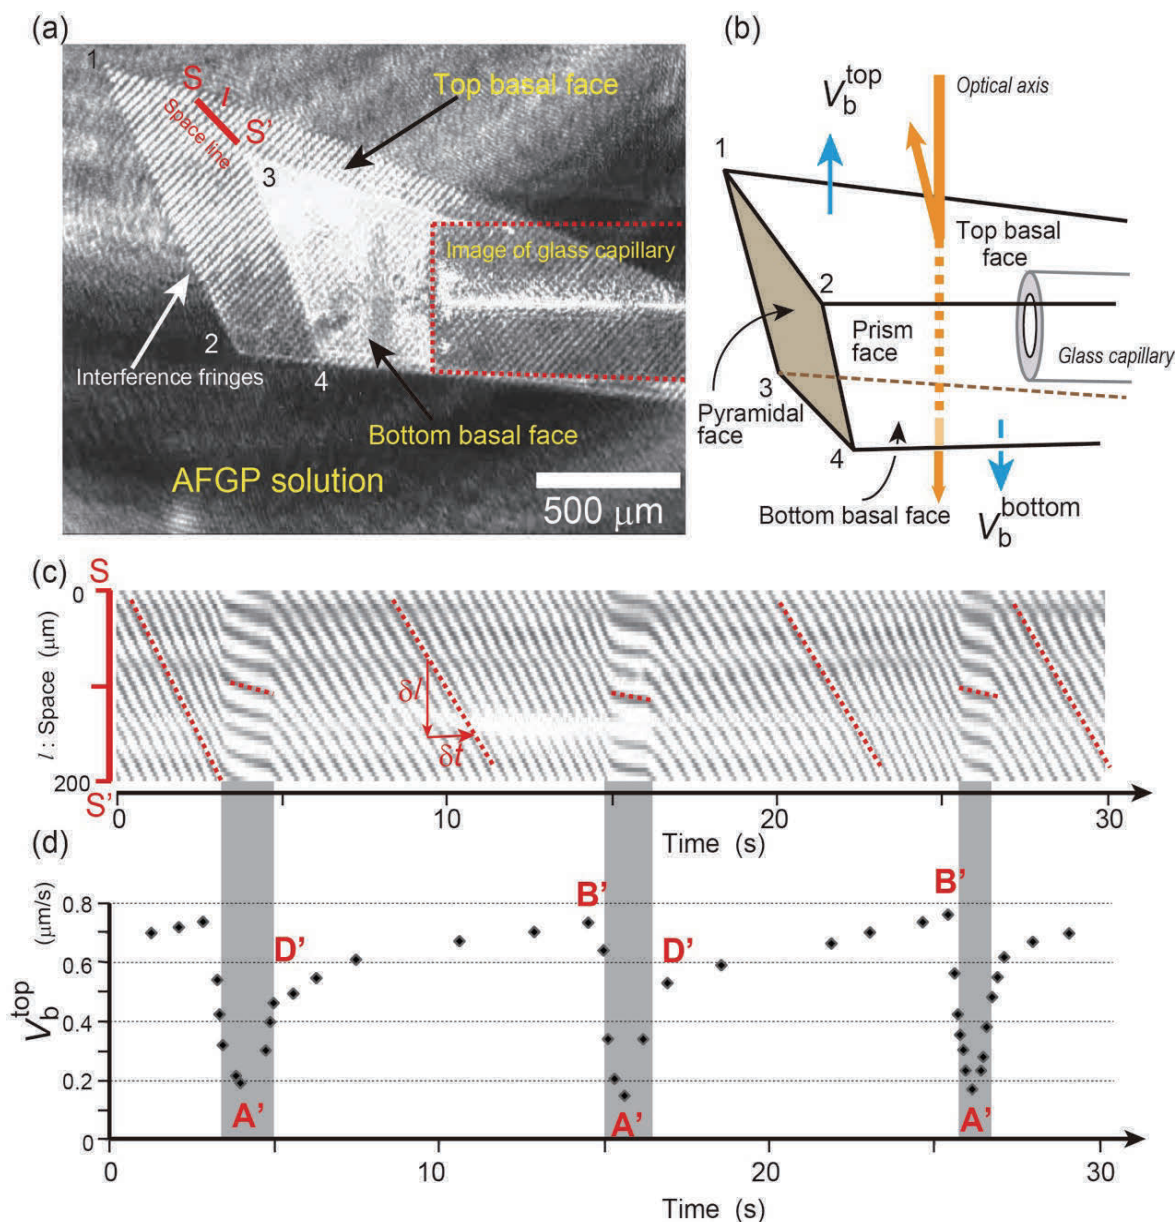 (a)
1
S
l
S'
Space line
Top basal face
3
Image of glass capillary
2
Interference fringes
4
Bottom basal face
AFGP solution
500 μm
(b)
V_b^top
Optical axis
1
Top basal
face
2
Prism
face
Glass capillary
3
Pyramidal
face
4
Bottom basal face
V_b^bottom
(c)
S
0
l : Space (μm)
δl
δt
200
S'
0
10
20
30
Time (s)
(d)
V_b^top (μm/s)
0.8
0.6
0.4
0.2
0
A’
D’
B’
A’
D’
B’
A’
0
10
20
30
Time (s)